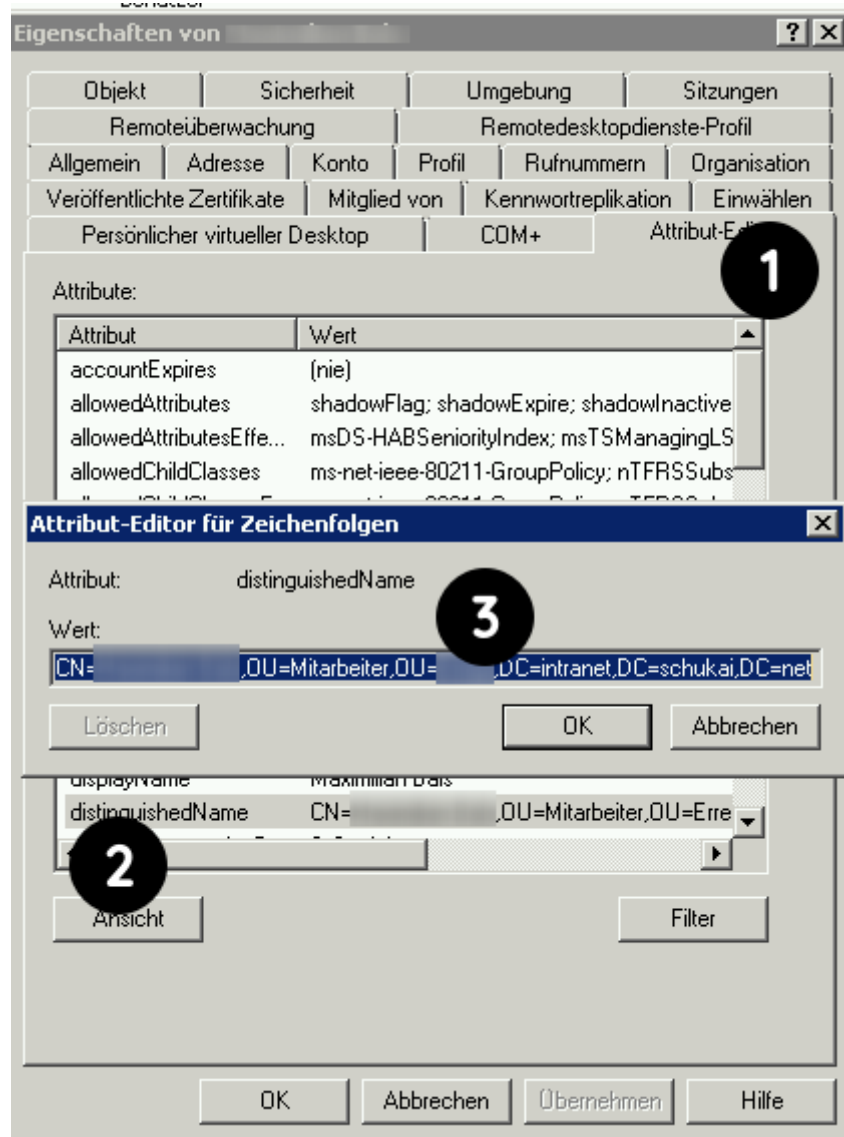 Eigenschaften von
? X
Objekt Sicherheit Umgebung Sitzungen
Remoteüberwachung Remotedesktopdienste-Profil
Allgemein Adresse Konto Profil Rufnummern Organisation
Veröffentlichte Zertifikate Mitglied von Kennwortreplikation Einwählen
Persönlicher virtueller Desktop COM+
1
Attribute:
Attribut Wert
accountExpires (nie)
allowedAttributes shadowFlag; shadowExpire; shadowInactive
allowedAttributesEffe... msDS-HABSeniorityIndex; msTSManagingLS
allowedChildClasses ms-net-ieee-80211-GroupPolicy; nTFRSSubs
Attribut-Editor für Zeichenfolgen X
Attribut: distinguishedName
3
Wert:
CN= ,OU=Mitarbeiter,OU= ,DC=intranet,DC=schukai,DC=net
Löschen OK Abbrechen
displayName
distinguishedName CN= ,OU=Mitarbeiter,OU=Erre
2
Ansicht Filter
OK Abbrechen Übernehmen Hilfe